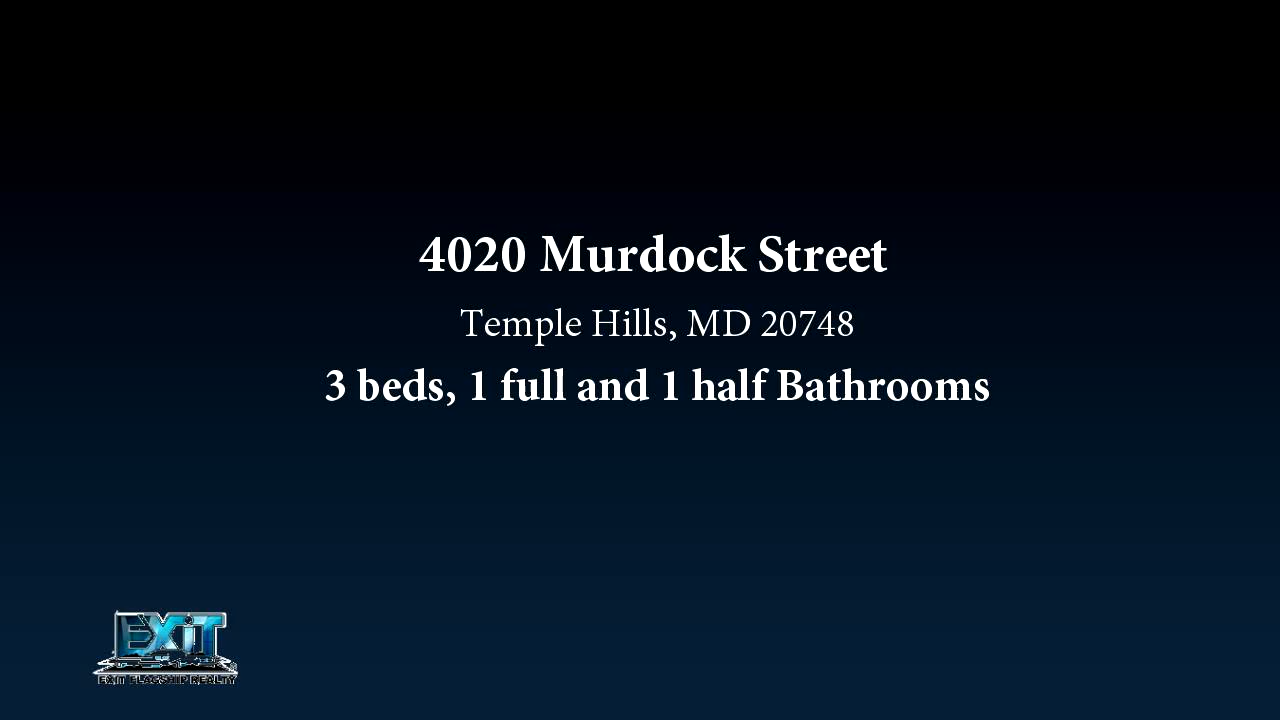 4020 Murdock Street
Temple Hills, MD 20748
3 beds, 1 full and 1 half Bathrooms
EXiT
EXIT FLAGSHIP REALTY